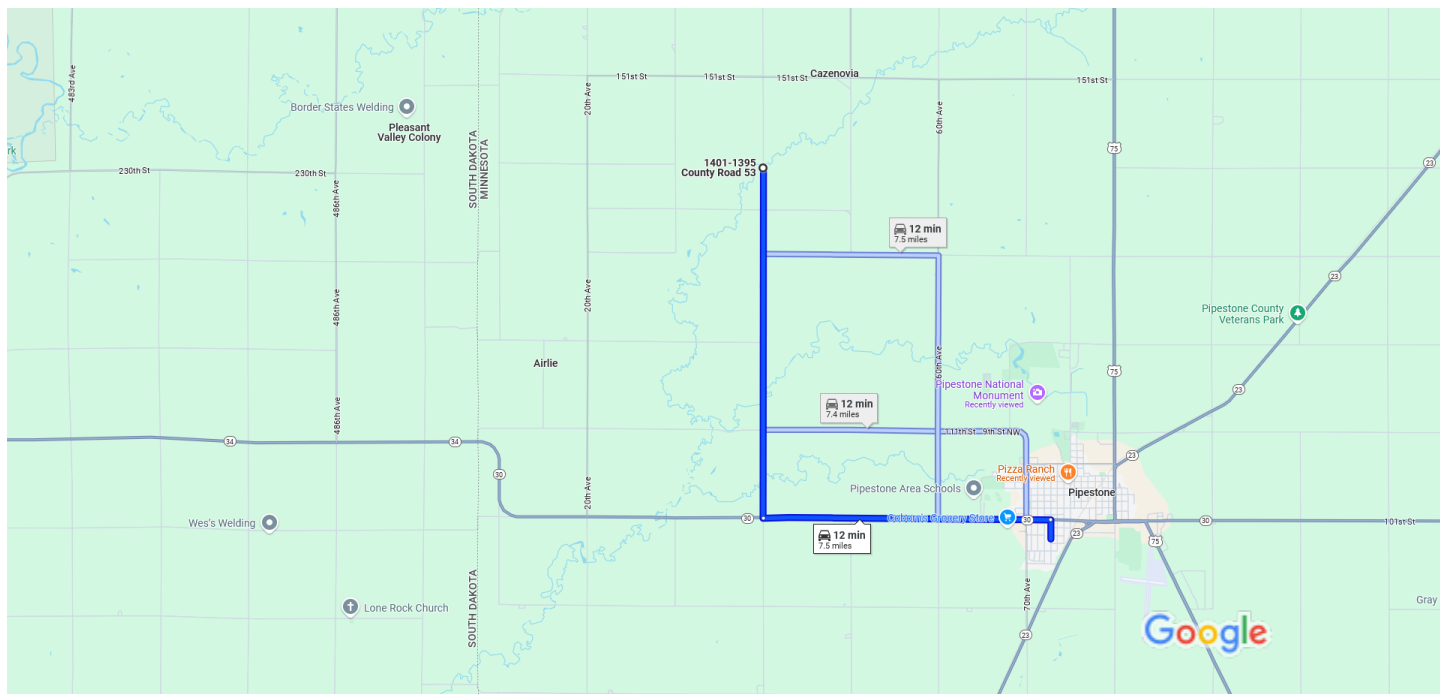 151st St
151st St
151st St
Cazenovia
151st St
483rd Ave
Border States Welding
Pleasant
Valley Colony
20th Ave
60th Ave
SOUTH DAKOTA
MINNESOTA
75
rk
230th St
230th St
1401-1395
County Road 53
23
486th Ave
12 min
7.5 miles
23
486th Ave
20th Ave
Pipestone County
Veterans Park
Airlie
60th Ave
75
Pipestone National
Monument
Recently viewed
23
486th Ave
12 min
7.4 miles
34
34
111th St
9th St NW
23
30
Pizza Ranch
Recently viewed
20th Ave
Pipestone Area Schools
Pipestone
Wes's Welding
30
30
30
101st St
12 min
7.5 miles
23
75
SOUTH DAKOTA
70th Ave
Lone Rock Church
Gray
23
Google